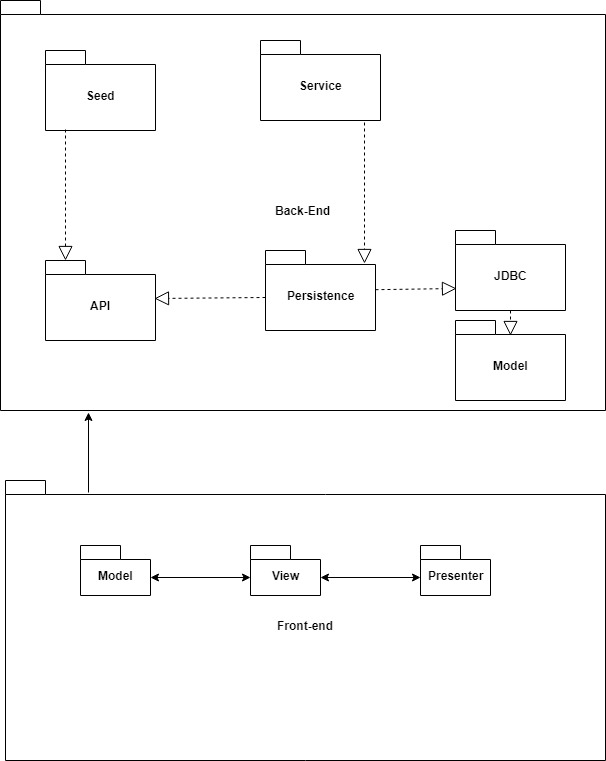 Seed
Service
Back-End
API
Persistence
JDBC
Model
Model
View
Presenter
Front-end